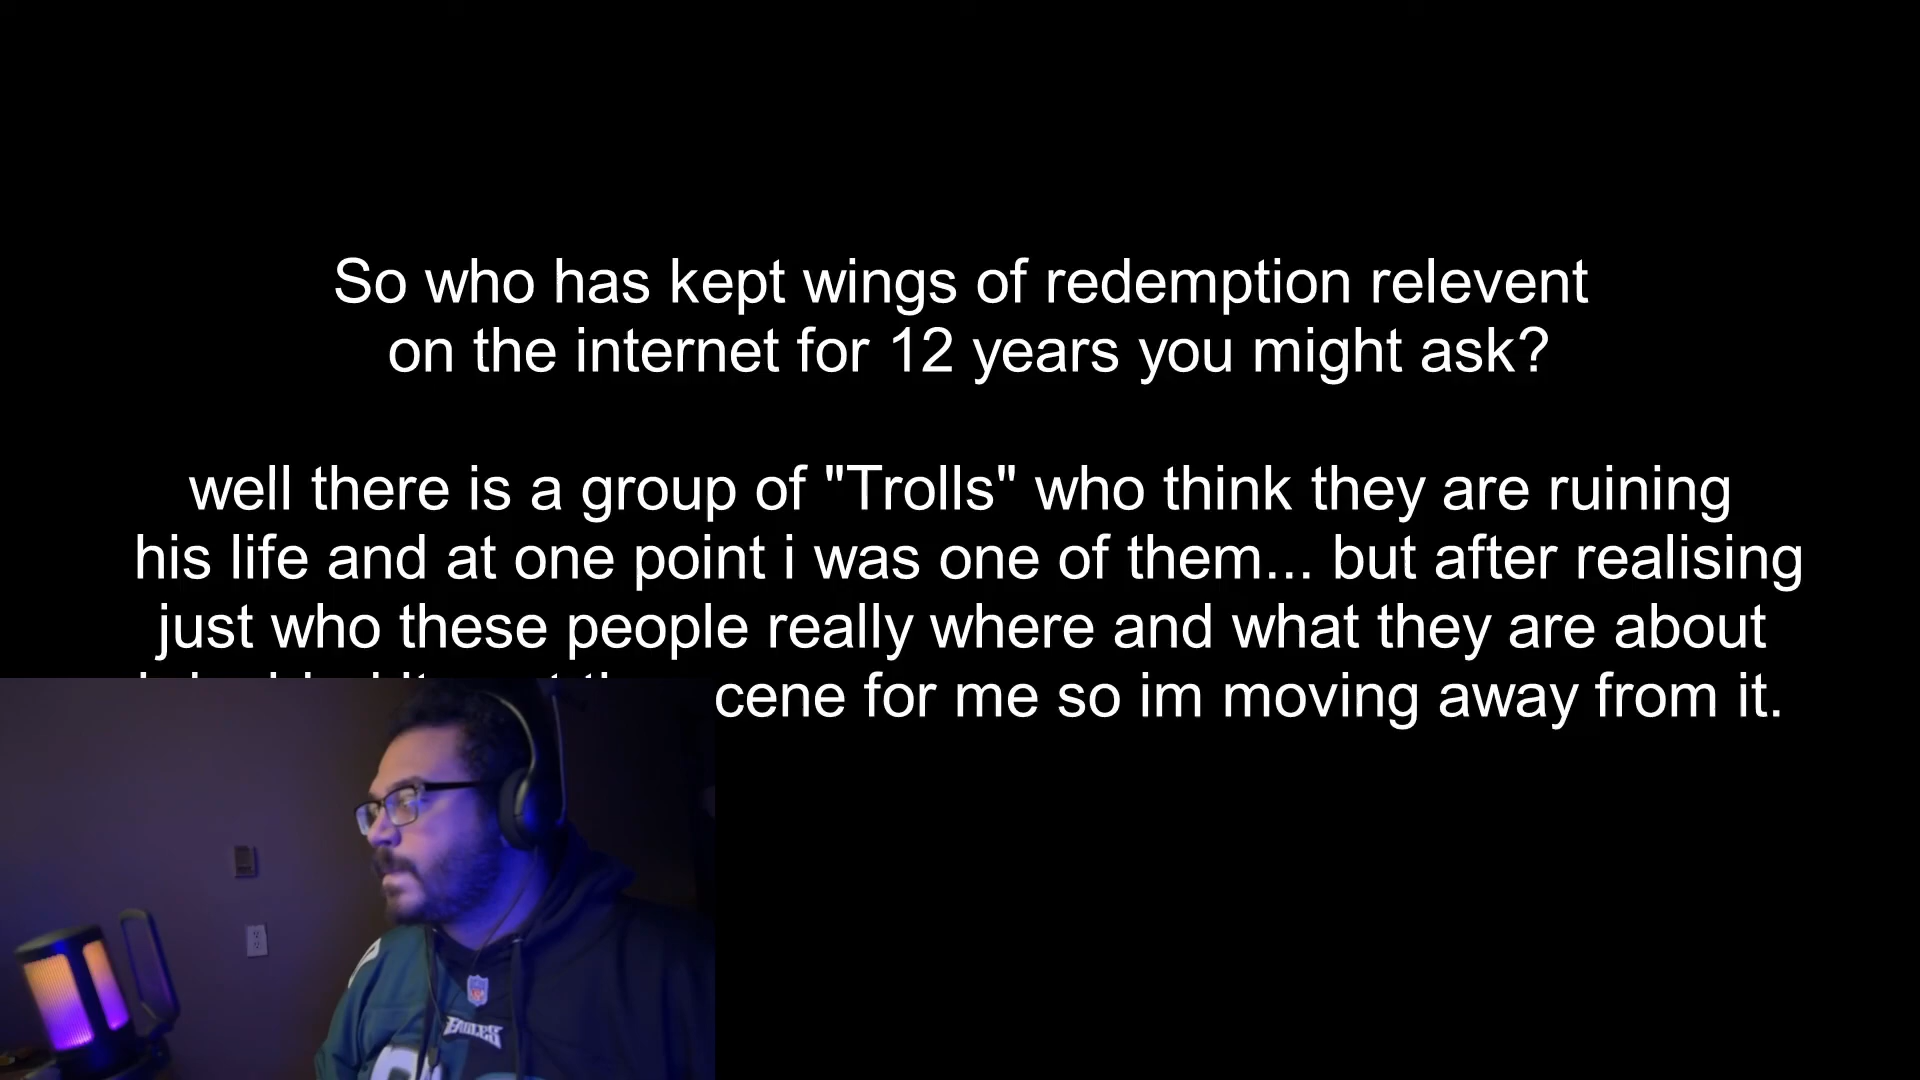 So who has kept wings of redemption relevent
on the internet for 12 years you might ask?
well there is a group of "Trolls" who think they are ruining
his life and at one point i was one of them... but after realising
just who these people really where and what they are about
cene for me so im moving away from it.
EAGLES